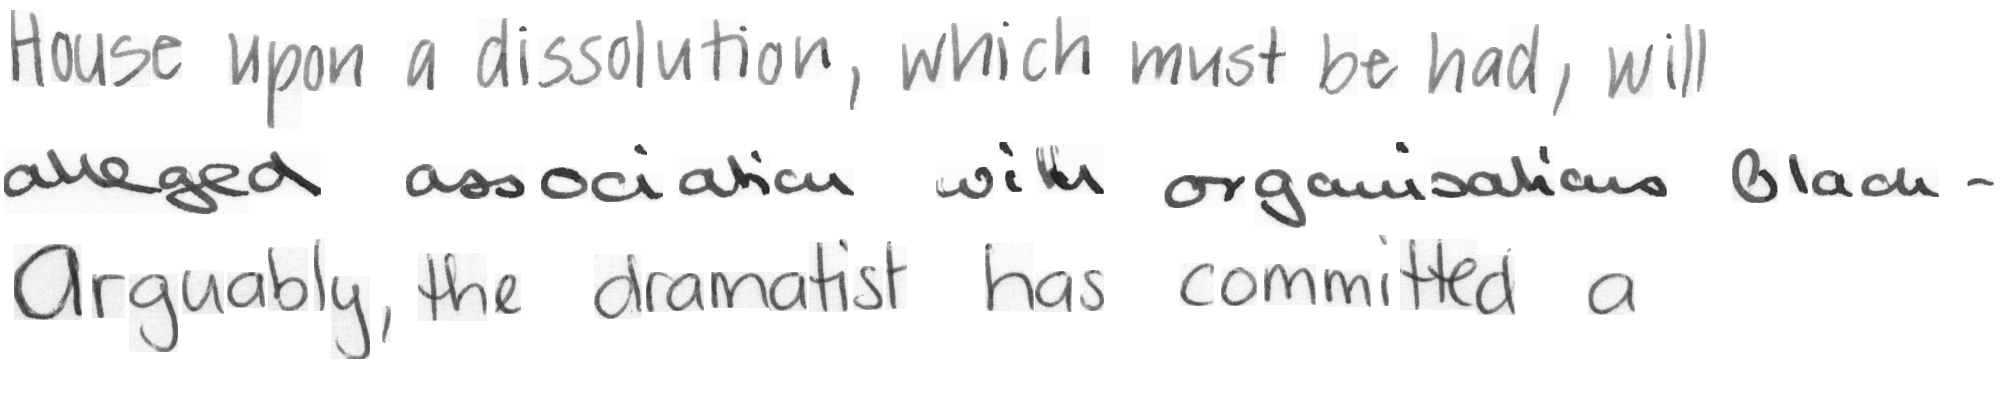 House upon a dissolution, which must be had, will
alleged association with organisations black-
Arguably, the dramatist has committed a